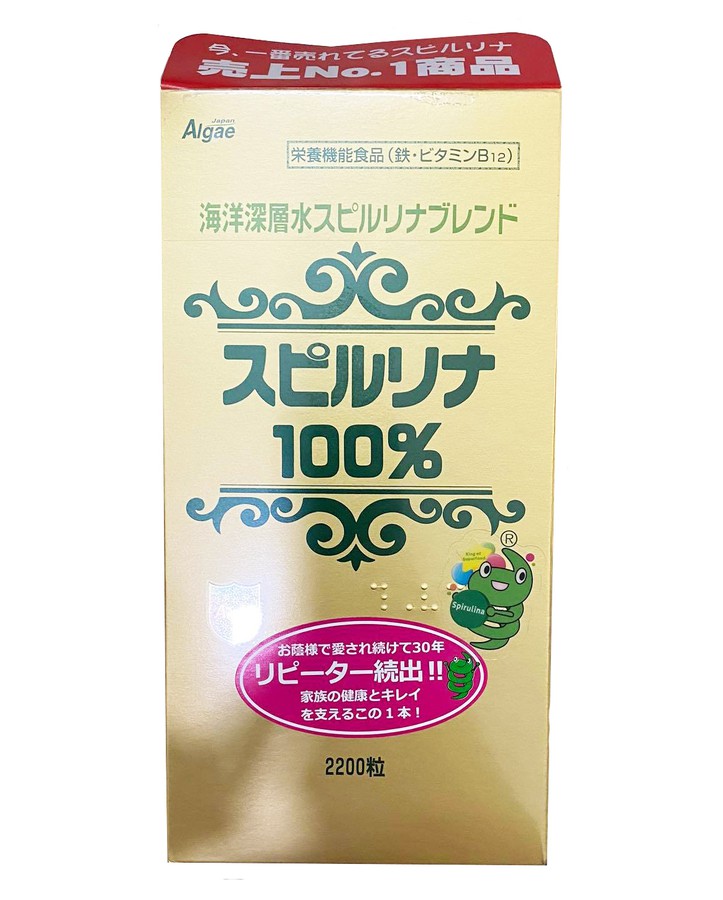 今、一番売れてるスピルリナ
売上No.1商品
Japan
Algae
栄養機能食品(鉄・ビタミンB12)
海洋深層水スピルリナブレンド
スピルリナ
100%
®
King of
Superfood
Spirulina
お蔭様で愛され続けて30年
リピーター続出!!
家族の健康とキレイ
を支えるこの1本!
2200粒